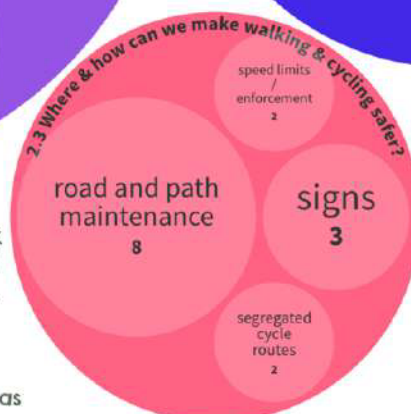 2.3 Where & how can we make walking & cycling safer?
speed limits
/
enforcement
2
road and path
maintenance
8
signs
3
segregated
cycle
routes
2
as